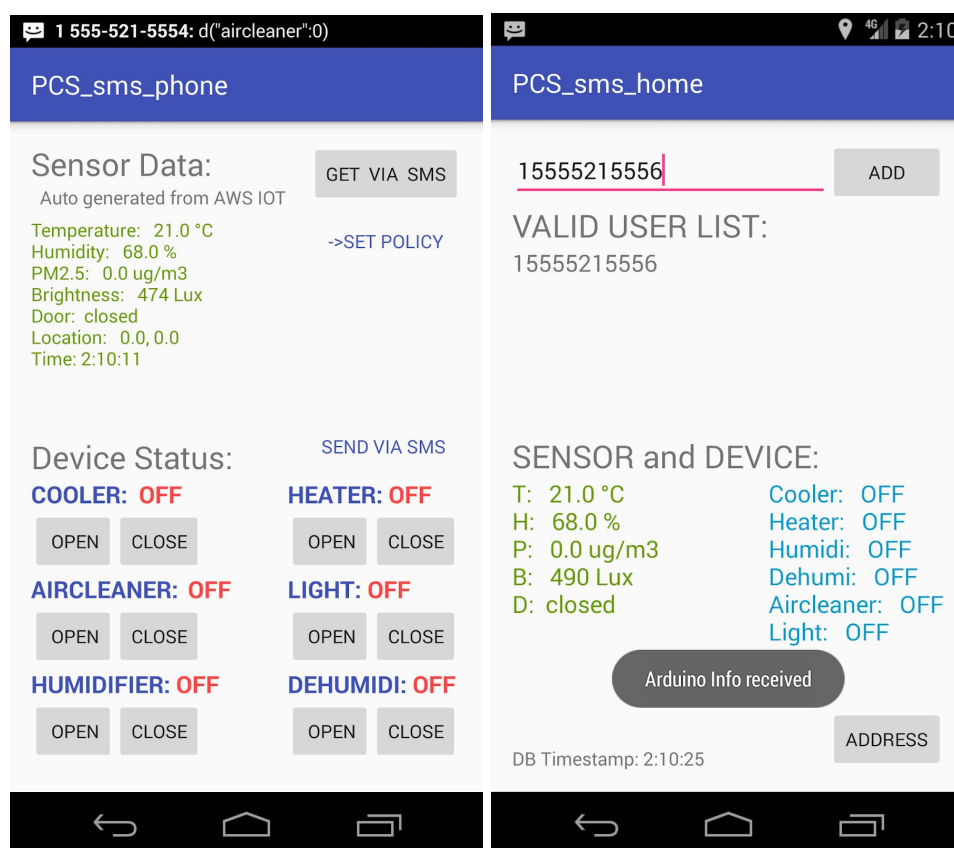 1 555-521-5554: d("aircleaner":0)
PCS_sms_phone
Sensor Data:
GET VIA SMS
Auto generated from AWS IOT
Temperature: 21.0 °C
->SET POLICY
Humidity: 68.0 %
PM2.5: 0.0 ug/m3
Brightness: 474 Lux
Door: closed
Location: 0.0, 0.0
Time: 2:10:11
Device Status:
SEND VIA SMS
COOLER: OFF
HEATER: OFF
OPEN CLOSE
OPEN CLOSE
AIRCLEANER: OFF
LIGHT: OFF
OPEN CLOSE
OPEN CLOSE
HUMIDIFIER: OFF
DEHUMIDI: OFF
OPEN CLOSE
OPEN CLOSE
4G 2:10
PCS_sms_home
15555215556
ADD
VALID USER LIST:
15555215556
SENSOR and DEVICE:
T: 21.0 °C
H: 68.0 %
P: 0.0 ug/m3
B: 490 Lux
D: closed
Cooler: OFF
Heater: OFF
Humidi: OFF
Dehumi: OFF
Aircleaner: OFF
Light: OFF
Arduino Info received
ADDRESS
DB Timestamp: 2:10:25